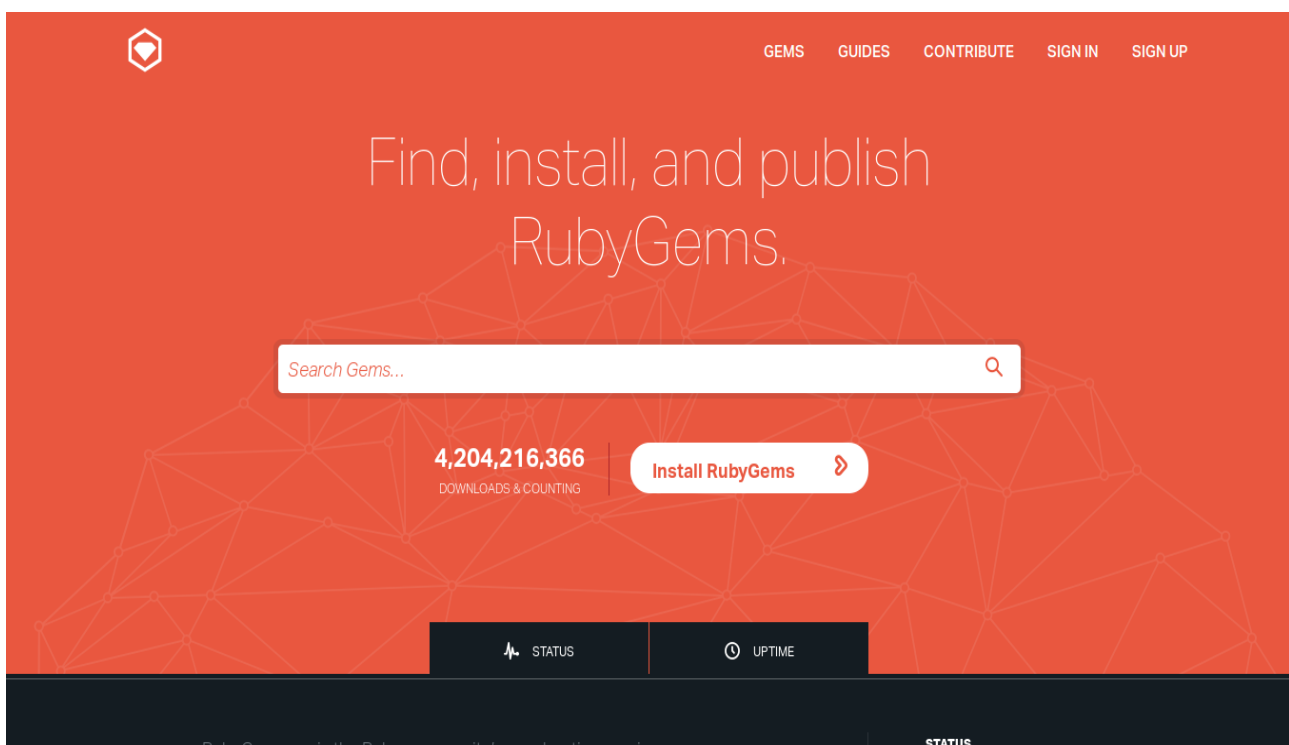 GEMS GUIDES CONTRIBUTE SIGN IN SIGN UP
Find, install, and publish
RubyGems.
Search Gems...
4,204,216,366
DOWNLOADS & COUNTING
Install RubyGems
STATUS
UPTIME
STATUS